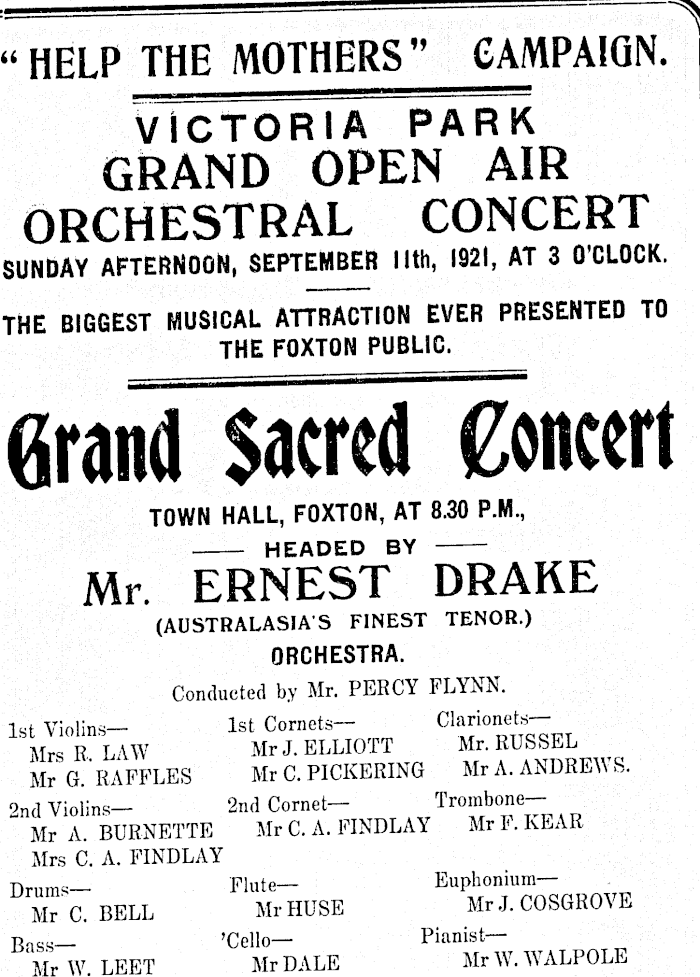 "HELP THE MOTHERS" CAMPAIGN.
VICTORIA PARK
GRAND OPEN AIR
ORCHESTRAL CONCERT
SUNDAY AFTERNOON, SEPTEMBER 11th, 1921, AT 3 O'CLOCK.
THE BIGGEST MUSICAL ATTRACTION EVER PRESENTED TO
THE FOXTON PUBLIC.
Grand Sacred Concert
TOWN HALL, FOXTON, AT 8.30 P.M.,
— HEADED BY —
Mr. ERNEST DRAKE
(AUSTRALASIA'S FINEST TENOR.)
ORCHESTRA.
Conducted by Mr. PERCY FLYNN.
1st Violins—
Mrs R. LAW
Mr G. RAFFLES
2nd Violins—
Mr A. BURNETTE
Mrs C. A. FINDLAY
Drums—
Mr C. BELL
Bass—
Mr W. LEET
1st Cornets—
Mr J. ELLIOTT
Mr C. PICKERING
2nd Cornet—
Mr C. A. FINDLAY
Flute—
Mr HUSE
'Cello—
Mr DALE
Clarionets—
Mr. RUSSEL
Mr A. ANDREWS.
Trombone—
Mr F. KEAR
Euphonium—
Mr J. COSGROVE
Pianist—
Mr W. WALPOLE